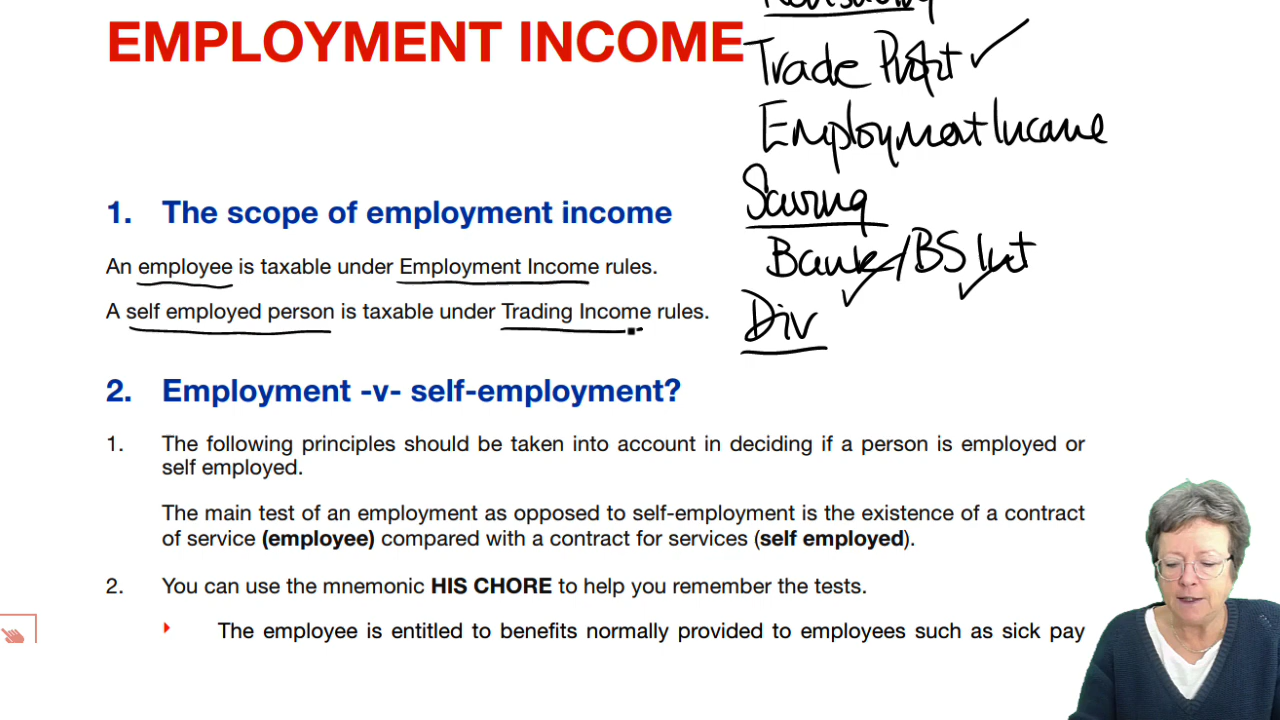 EMPLOYMENT INCOME
Trade Profit ✓
Employment Income
Saving
Bank/BS Int
Div
1. The scope of employment income
An employee is taxable under Employment Income rules.
A self employed person is taxable under Trading Income rules.
2. Employment -v- self-employment?
1. The following principles should be taken into account in deciding if a person is employed or
self employed.
The main test of an employment as opposed to self-employment is the existence of a contract
of service (employee) compared with a contract for services (self employed).
2. You can use the mnemonic HIS CHORE to help you remember the tests.
The employee is entitled to benefits normally provided to employees such as sick pay